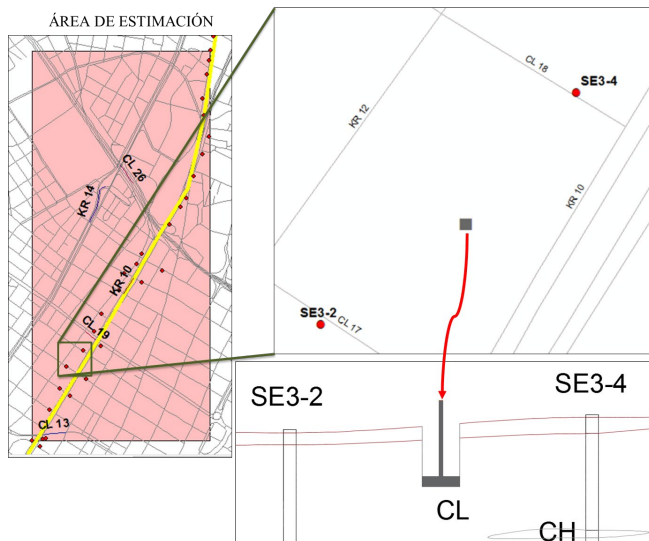 ÁREA DE ESTIMACIÓN
CL 26
KR 14
KR 10
CL 19
CL 13
CL 18
SE3-4
KR 12
KR 10
SE3-2
CL 17
SE3-2
SE3-4
CL
CH